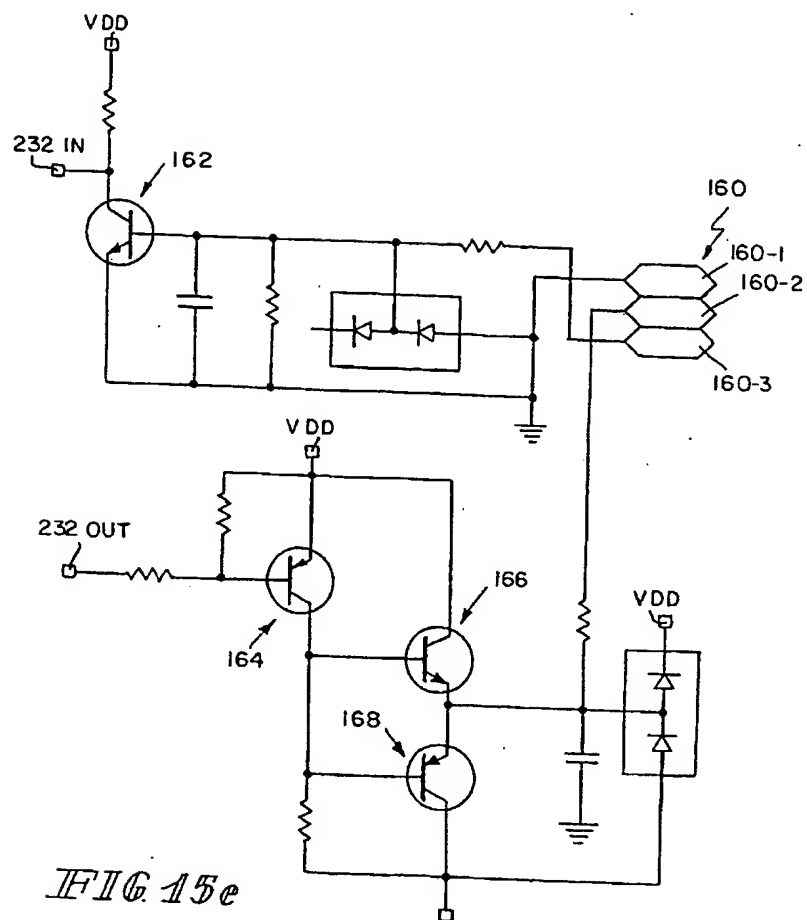 VDD
232 IN
162
160
160-1
160-2
160-3
VDD
232 OUT
164
166
VDD
168
FIG. 15e